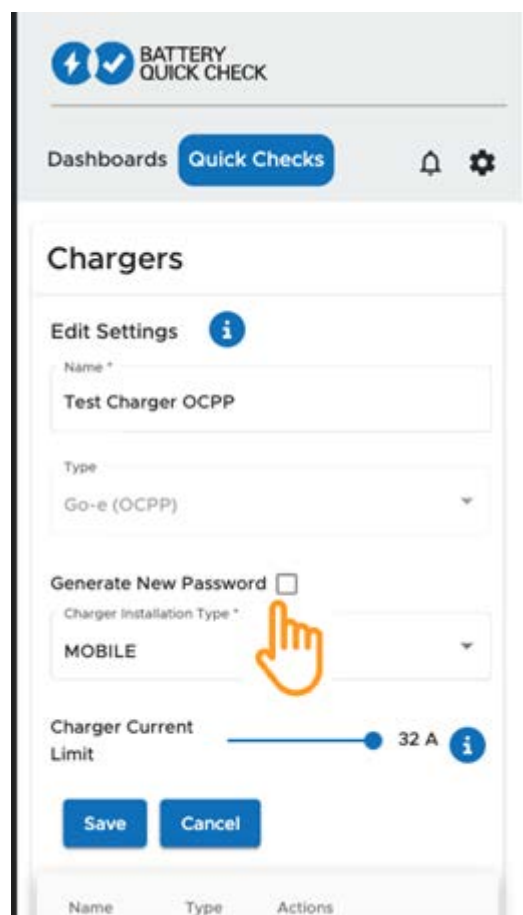 BATTERY
QUICK CHECK
Dashboards Quick Checks
Chargers
Edit Settings i
Name *
Test Charger OCPP
Type
Go-e (OCPP)
Generate New Password
Charger Installation Type *
MOBILE
Charger Current
Limit
32 A i
Save Cancel
Name Type Actions